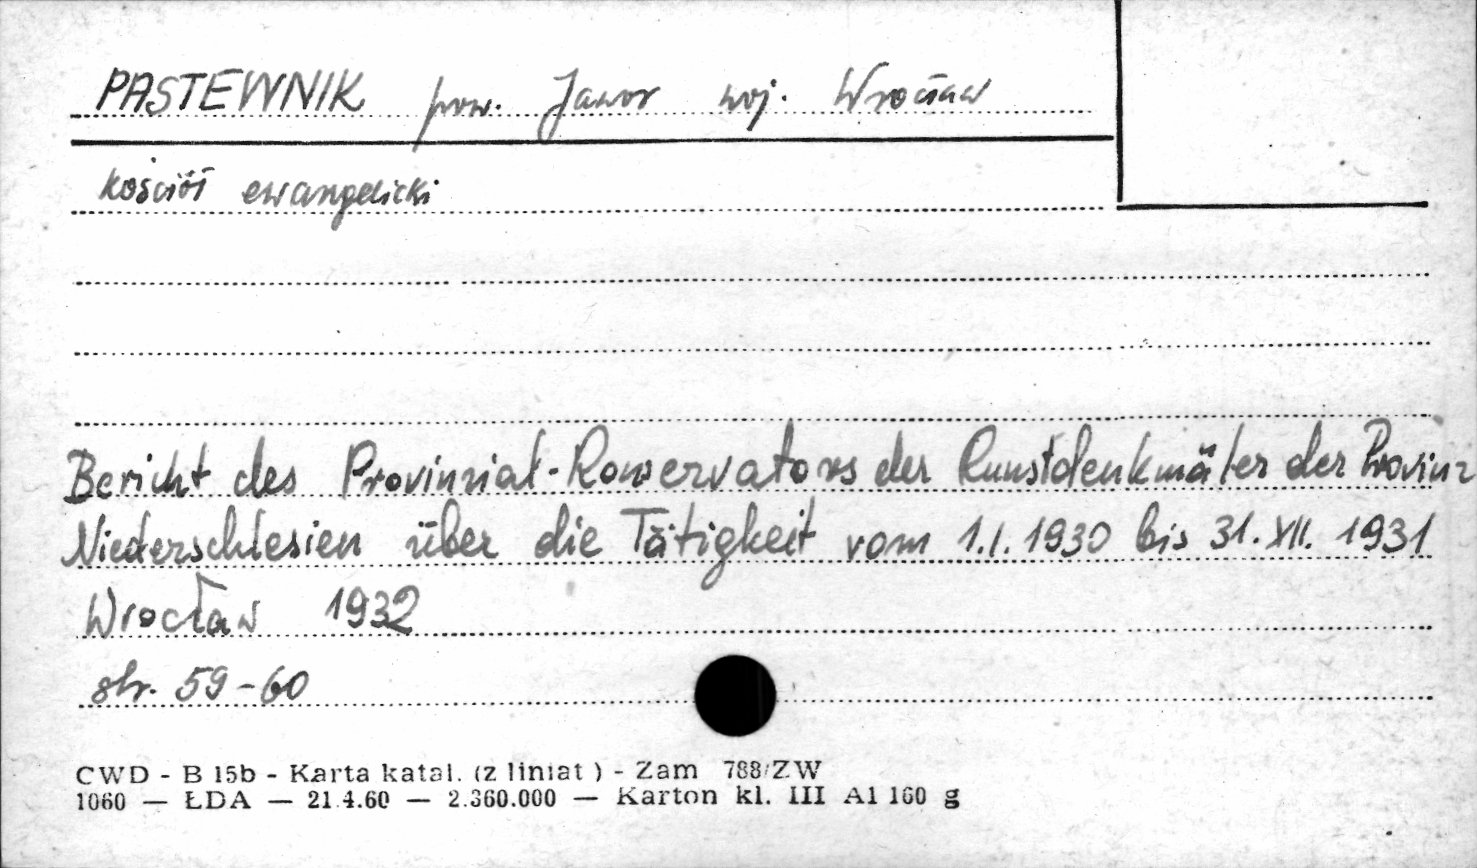 PASTEWNIK pow. Jawor woj. Wrocław
kościół ewangelicki
Bericht des Provinzial-Konservators der Kunstdenkmäler der Provinz
Niederschlesien über die Tätigkeit vom 1.I. 1930 bis 31. XII. 1931
Wrocław 1932
str. 59-60
CWD - B 15b - Karta katal. (z liniat ) - Zam 788/ZW
1060 — ŁDA — 21.4.60 — 2.360.000 — Karton kl. III A1 160 g